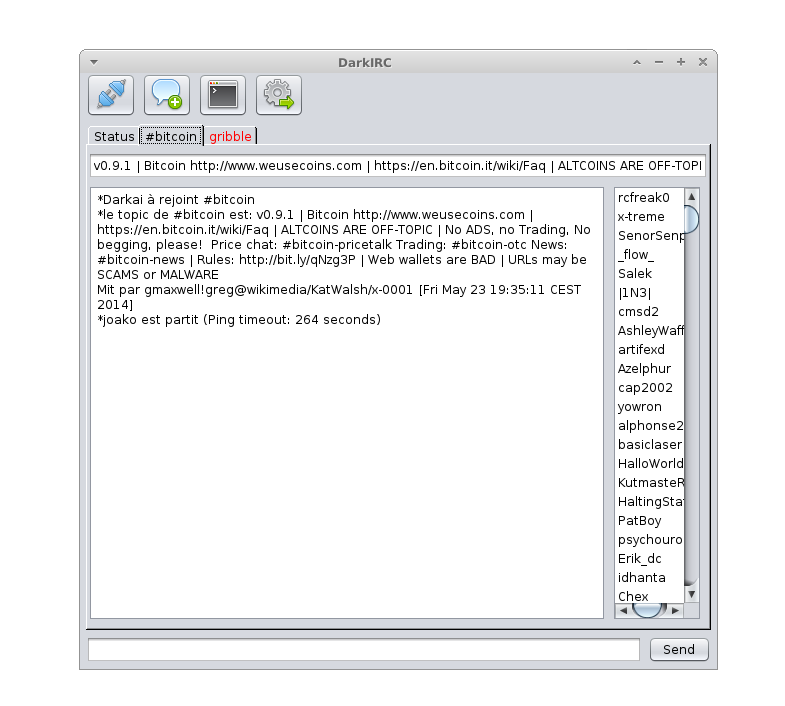 DarkIRC
Status
#bitcoin
gribble
v0.9.1 | Bitcoin http://www.weusecoins.com | https://en.bitcoin.it/wiki/Faq | ALTCOINS ARE OFF-TOPI
*Darkai à rejoint #bitcoin
*le topic de #bitcoin est: v0.9.1 | Bitcoin http://www.weusecoins.com |
https://en.bitcoin.it/wiki/Faq | ALTCOINS ARE OFF-TOPIC | No ADS, no Trading, No
begging, please!  Price chat: #bitcoin-pricetalk Trading: #bitcoin-otc News:
#bitcoin-news | Rules: http://bit.ly/qNzg3P | Web wallets are BAD | URLs may be
SCAMS or MALWARE
Mit par gmaxwell!greg@wikimedia/KatWalsh/x-0001 [Fri May 23 19:35:11 CEST
2014]
*joako est partit (Ping timeout: 264 seconds)
rcfreak0
x-treme
SenorSenp
_flow_
Salek
|1N3|
cmsd2
AshleyWaff
artifexd
Azelphur
cap2002
yowron
alphonse2
basiclaser
HalloWorld
KutmasteR
HaltingStat
PatBoy
psychouro
Erik_dc
idhanta
Chex
Send